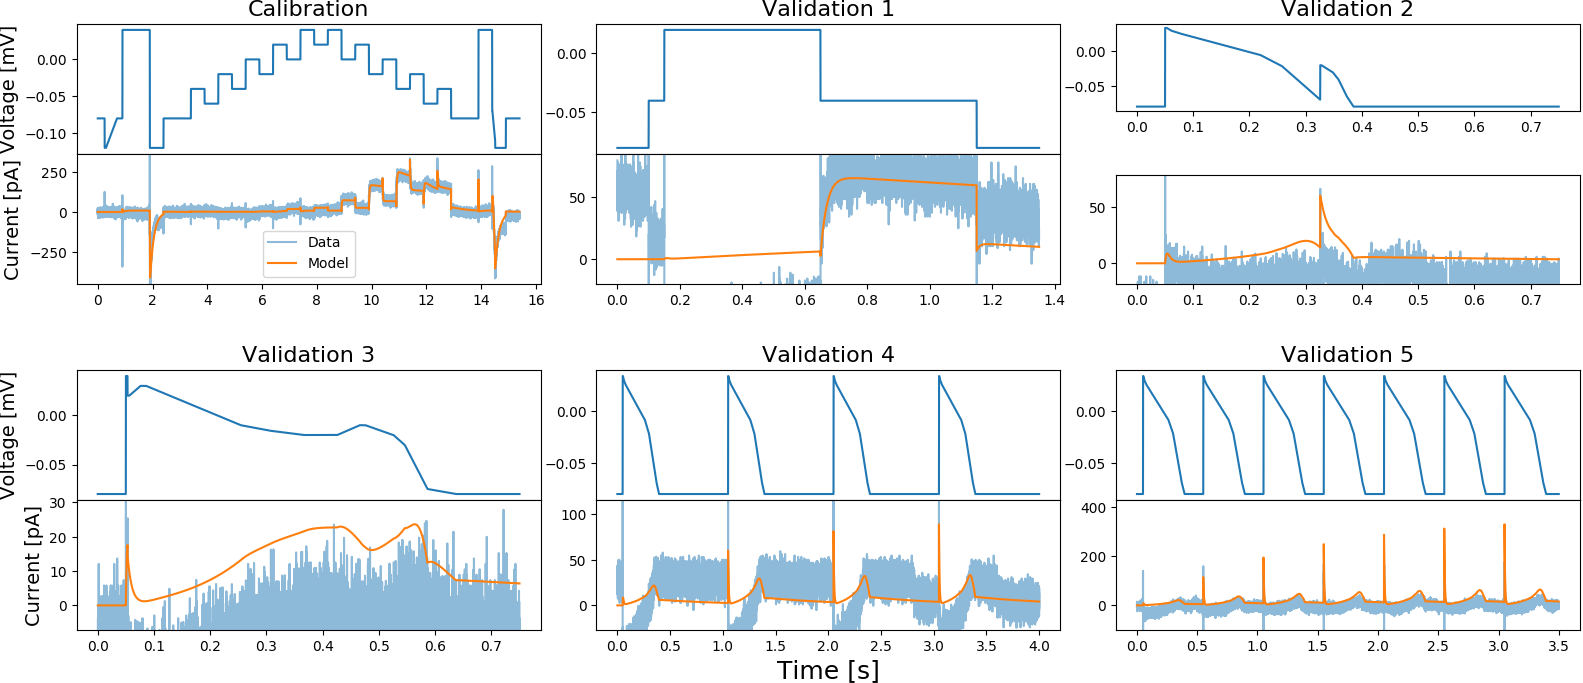 Calibration
Validation 1
Validation 2
Voltage [mV]
0.00
−0.05
−0.10
0.00
−0.05
0.00
−0.05
0.0 0.1 0.2 0.3 0.4 0.5 0.6 0.7
Current [pA]
250
0
−250
Data
Model
50
0
50
0
0 2 4 6 8 10 12 14 16
0.0 0.2 0.4 0.6 0.8 1.0 1.2 1.4
0.0 0.1 0.2 0.3 0.4 0.5 0.6 0.7
Validation 3
Validation 4
Validation 5
Voltage [mV]
0.00
−0.05
0.00
−0.05
0.00
−0.05
Current [pA]
30
20
10
0
100
50
0
400
200
0
0.0 0.1 0.2 0.3 0.4 0.5 0.6 0.7
0.0 0.5 1.0 1.5 2.0 2.5 3.0 3.5 4.0
0.0 0.5 1.0 1.5 2.0 2.5 3.0 3.5
Time [s]